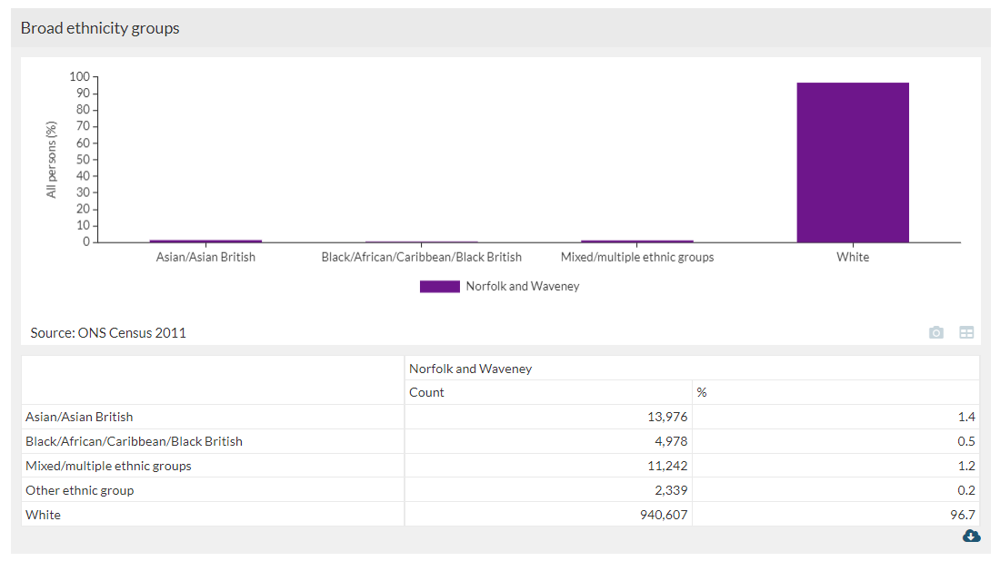 Broad ethnicity groups
100
90
80
70
60
50
40
30
20
10
0
All persons (%)
Asian/Asian British Black/African/Caribbean/Black British Mixed/multiple ethnic groups White
Norfolk and Waveney
Source: ONS Census 2011
Norfolk and Waveney
Count %
Asian/Asian British 13,976 1.4
Black/African/Caribbean/Black British 4,978 0.5
Mixed/multiple ethnic groups 11,242 1.2
Other ethnic group 2,339 0.2
White 940,607 96.7